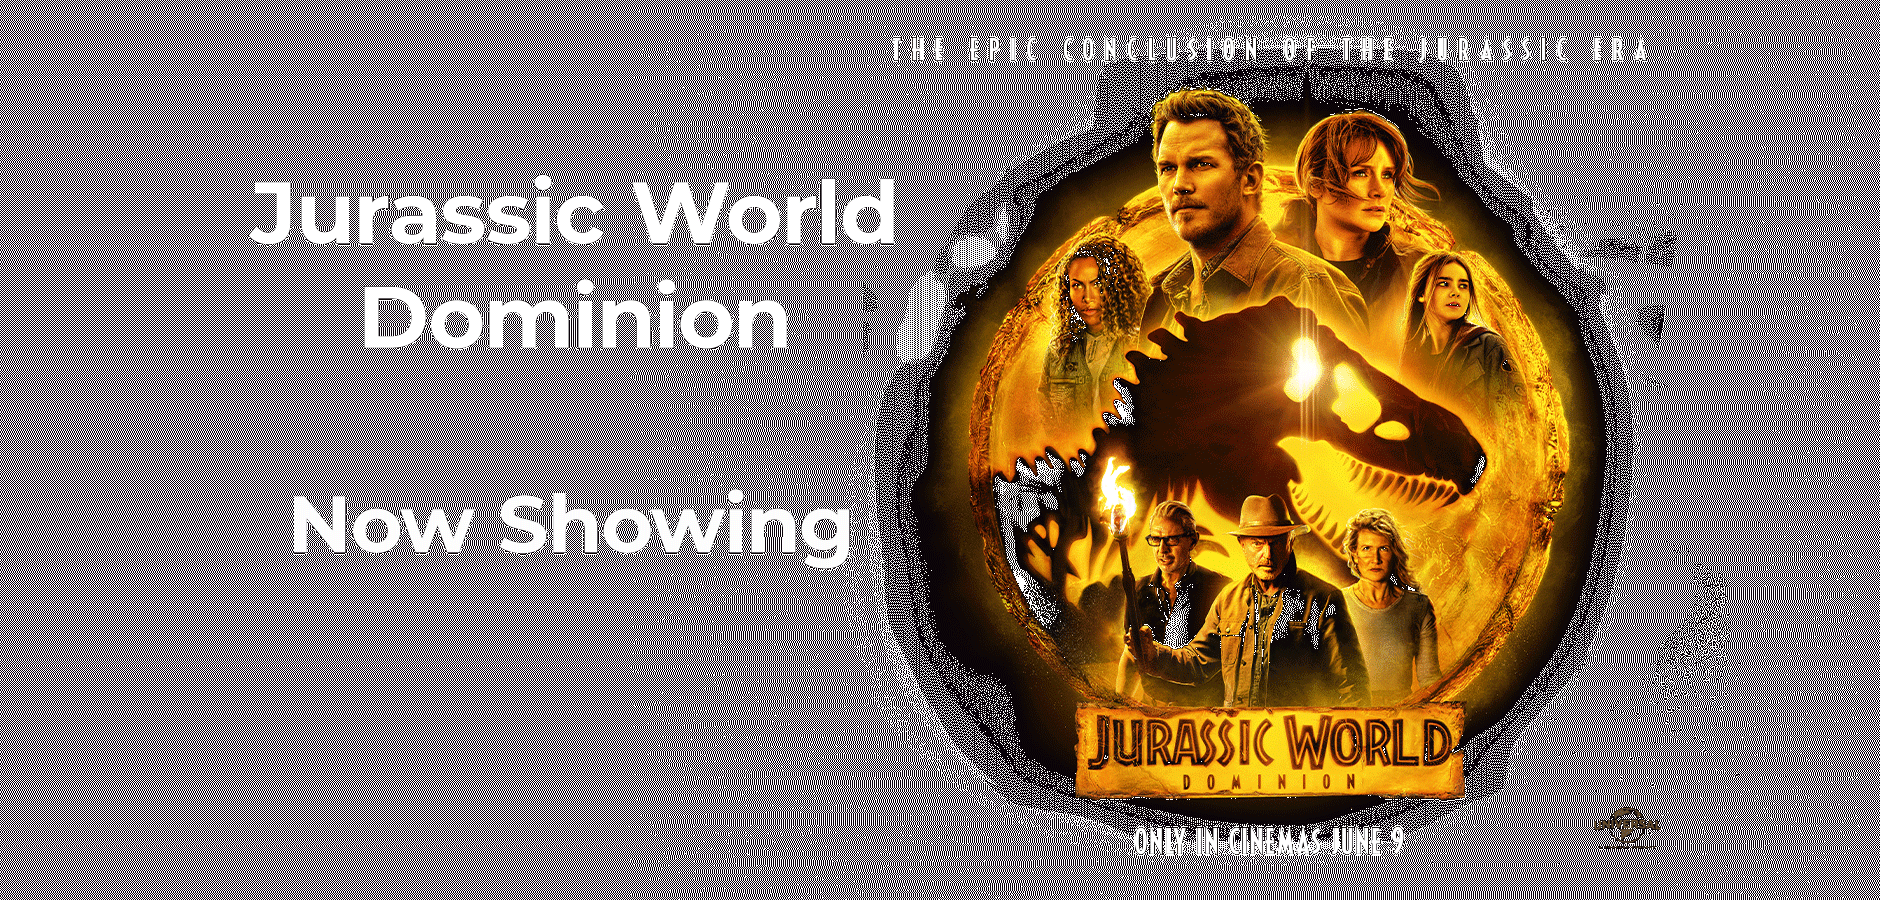 THE EPIC CONCLUSION OF THE JURASSIC ERA
Jurassic World
Dominion
Now Showing
JURASSIC WORLD
DOMINION
ONLY IN CINEMAS JUNE 9